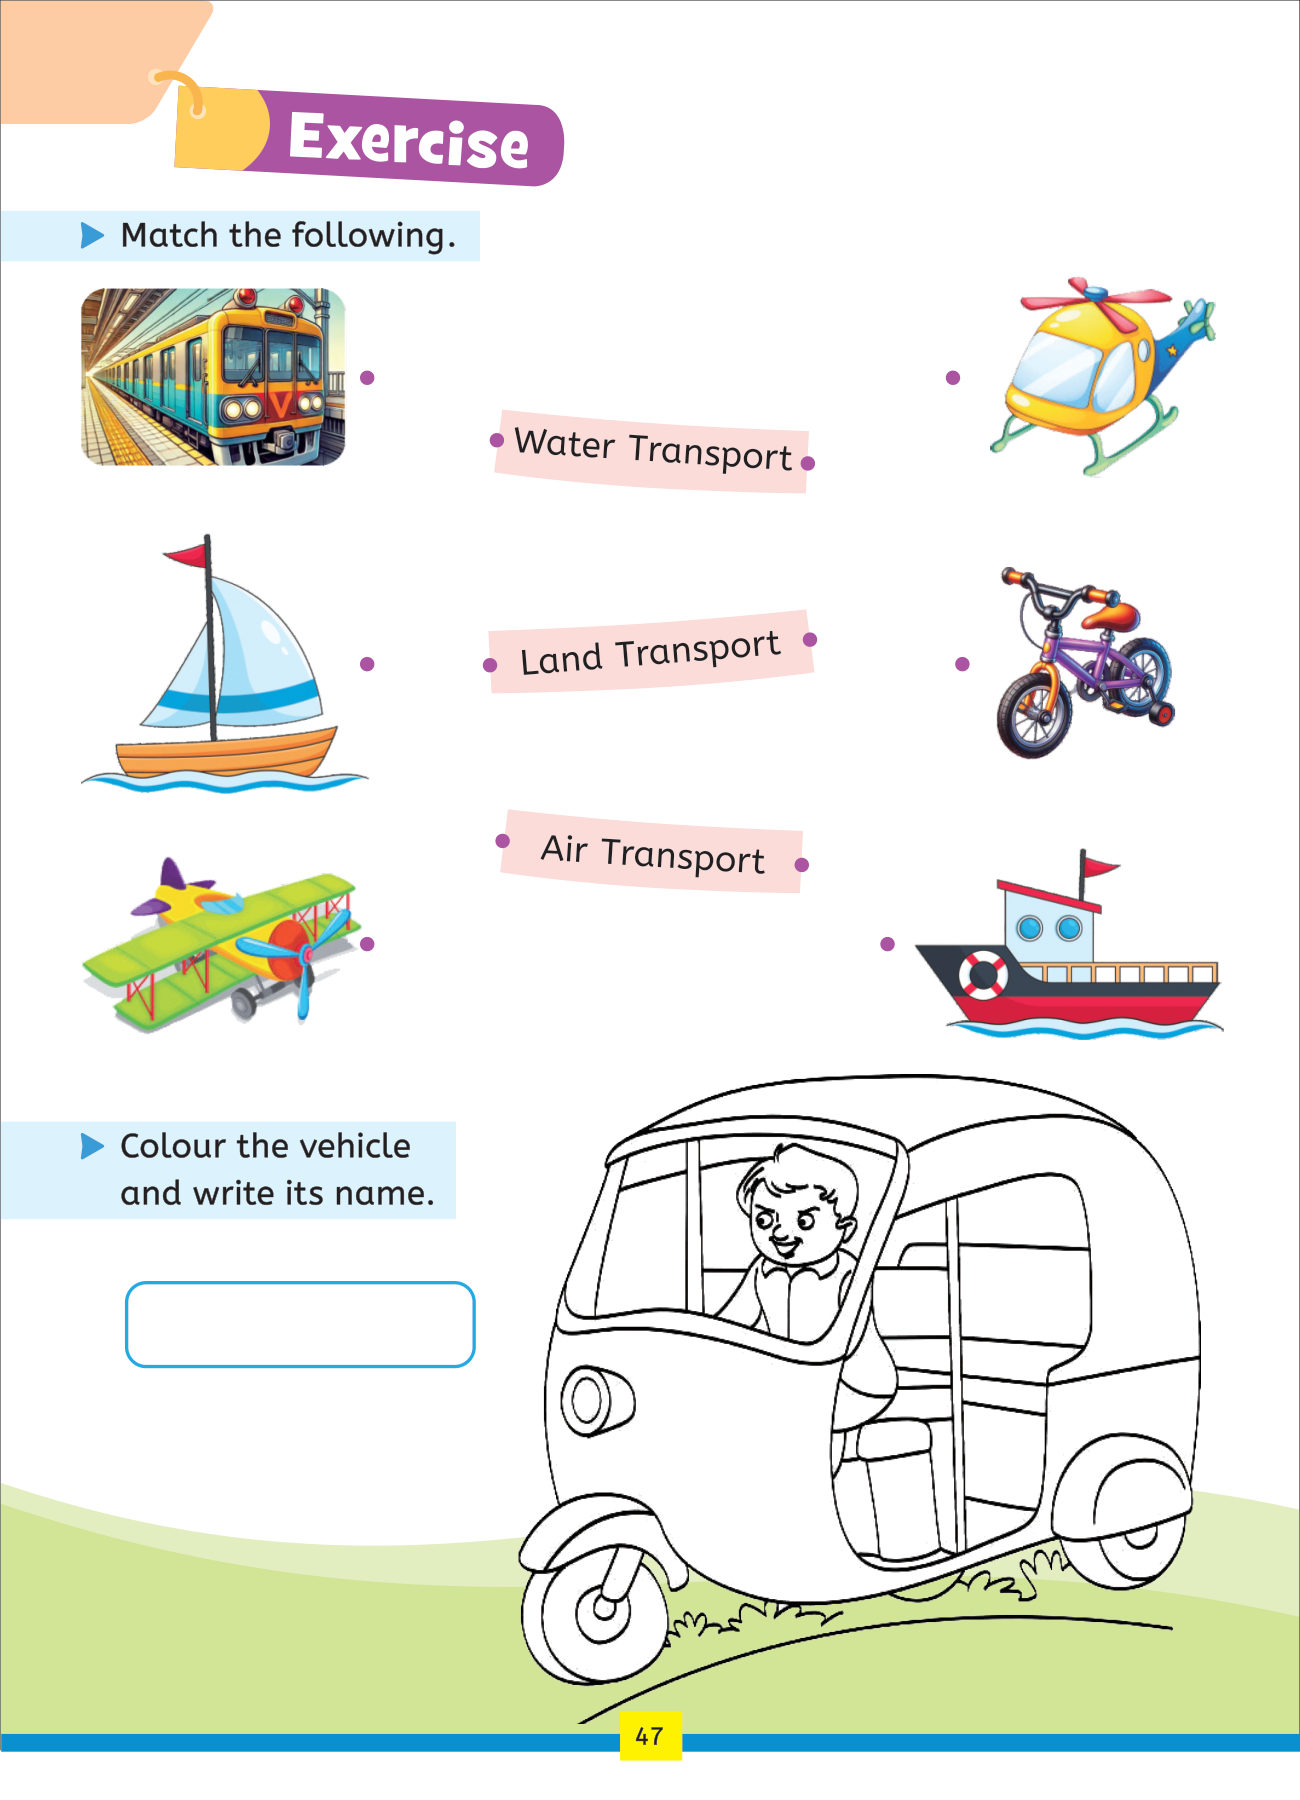 Exercise
Match the following.
Water Transport
Land Transport
Air Transport
Colour the vehicle
and write its name.
47